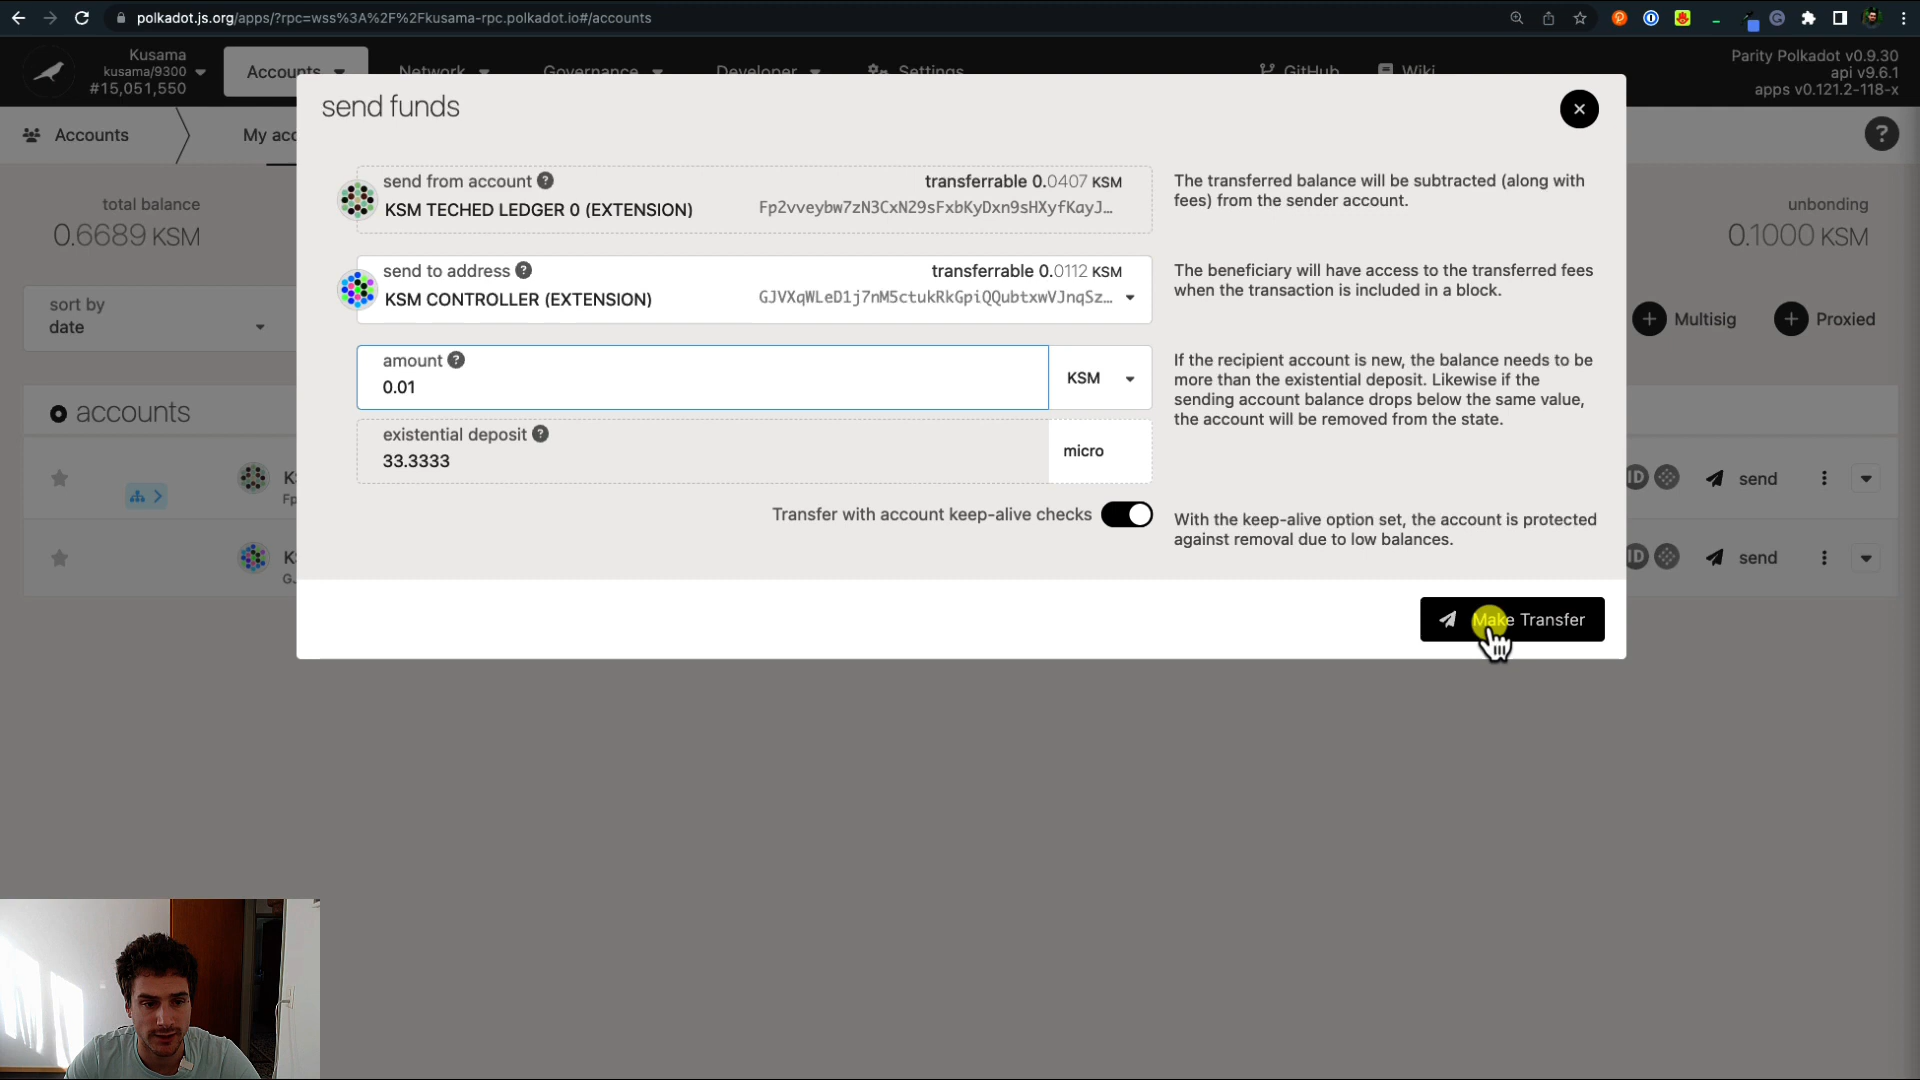 polkadot.js.org/apps/?rpc=wss%3A%2F%2Fkusama-rpc.polkadot.io#/accounts
Kusama
kusama/9300
#15,051,550
Accounts
Network
Governance
Developer
Settings
GitHub
Wiki
Parity Polkadot v0.9.30
api v9.6.1
apps v0.121.2-118-x
Accounts
My acc
send funds
total balance
0.6689 KSM
unbonding
0.1000 KSM
sort by
date
Multisig
Proxied
accounts
send from account
transferrable 0.0407 KSM
KSM TECHED LEDGER 0 (EXTENSION)
Fp2vveybw7zN3CxN29sFxbKyDxn9sHXyfKayJ…
The transferred balance will be subtracted (along with
fees) from the sender account.
send to address
transferrable 0.0112 KSM
KSM CONTROLLER (EXTENSION)
GJVXqWLeD1j7nM5ctukRkGpiQQubtxwVJnqSz…
The beneficiary will have access to the transferred fees
when the transaction is included in a block.
amount
0.01
KSM
If the recipient account is new, the balance needs to be
more than the existential deposit. Likewise if the
sending account balance drops below the same value,
the account will be removed from the state.
existential deposit
33.3333
micro
Transfer with account keep-alive checks
With the keep-alive option set, the account is protected
against removal due to low balances.
Make Transfer
KS
Fp
ID
send
KS
GJ
ID
send